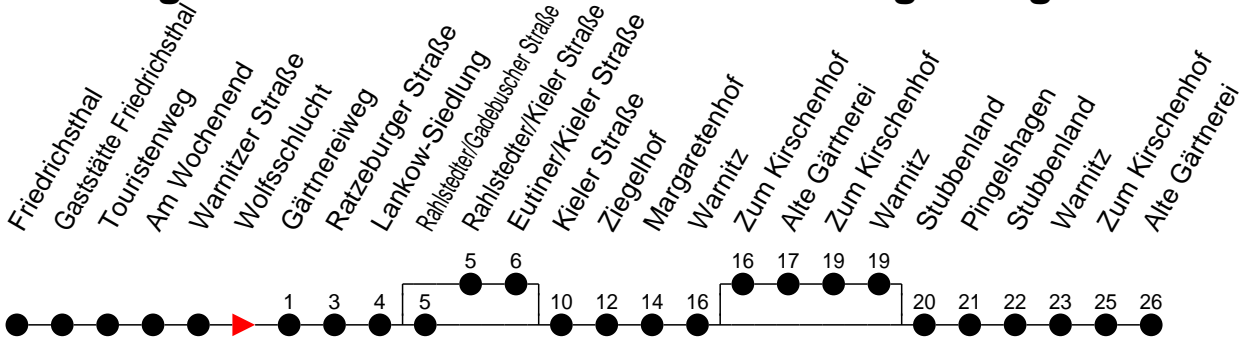 Friedrichsthal
Gaststätte Friedrichsthal
Touristenweg
Am Wochenend
Warnitzer Straße
Wolfsschlucht
Gärtnereiweg
Ratzeburger Straße
Lankow-Siedlung
Rahlstedter/Gadebuscher Straße
Rahlstedter/Kieler Straße
Eutiner/Kieler Straße
Kieler Straße
Ziegelhof
Margaretenhof
Warnitz
Zum Kirschenhof
Alte Gärtnerei
Zum Kirschenhof
Warnitz
Stubbenland
Pingelshagen
Stubbenland
Warnitz
Zum Kirschenhof
Alte Gärtnerei
5 6 16 17 19 19
1 3 4 5 10 12 14 16 20 21 22 23 25 26